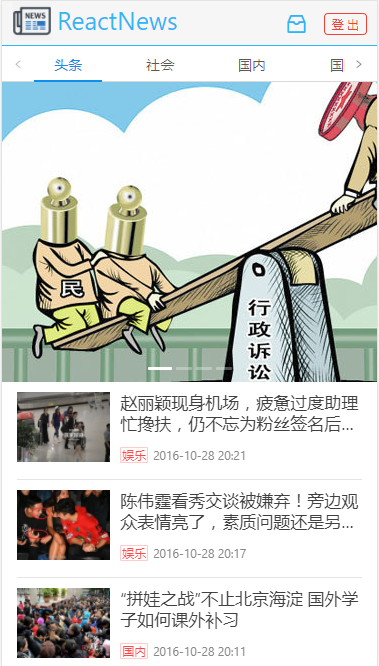 NEWS
ReactNews
登 出
头条 社会 国内 国
民
行政诉讼
赵丽颖现身机场，疲惫过度助理
忙搀扶，仍不忘为粉丝签名后...
娱乐 2016-10-28 20:21
陈伟霆看秀交谈被嫌弃！旁边观
众表情亮了，素质问题还是另...
娱乐 2016-10-28 20:17
“拼娃之战”不止北京海淀 国外学
子如何课外补习
国内 2016-10-28 20:11